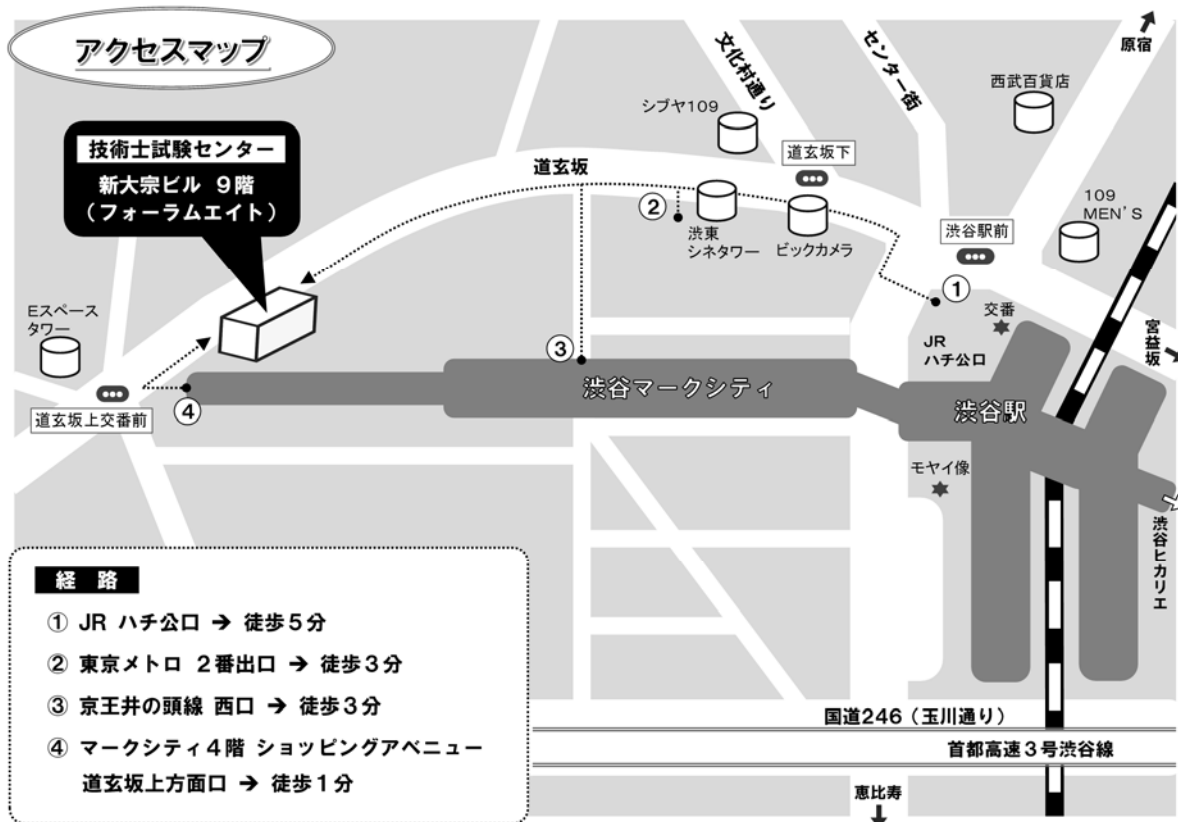 アクセスマップ
技術士試験センター
新大宗ビル 9階
（フォーラムエイト）
文化村通り
センター街
原宿
西武百貨店
シブヤ109
道玄坂下
道玄坂
②
渋東
シネタワー
ビックカメラ
渋谷駅前
109
MEN'S
①
交番
JR
ハチ公口
宮益坂
Eスペース
タワー
③
渋谷マークシティ
渋谷駅
④
道玄坂上交番前
モヤイ像
渋谷ヒカリエ
経 路
① JR ハチ公口 → 徒歩5分
② 東京メトロ 2番出口 → 徒歩3分
③ 京王井の頭線 西口 → 徒歩3分
④ マークシティ4階 ショッピングアベニュー
道玄坂上方面口 → 徒歩1分
国道246（玉川通り）
首都高速3号渋谷線
恵比寿